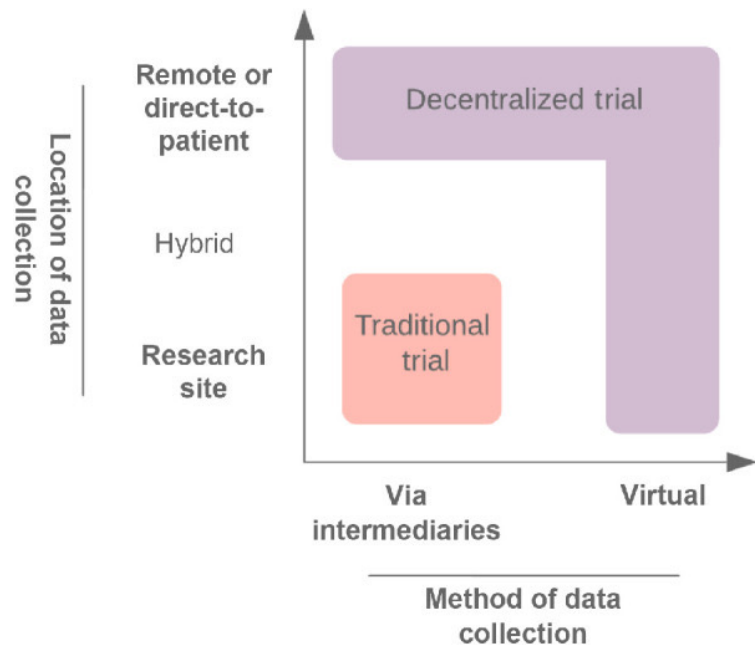 Location of data
collection
Remote or
direct-to-
patient
Hybrid
Research
site
Decentralized trial
Traditional
trial
Via
intermediaries
Virtual
Method of data
collection